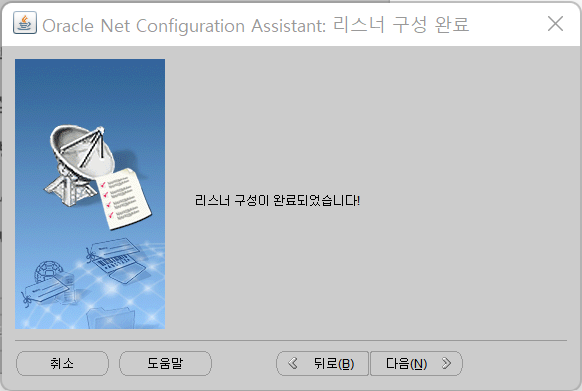 Oracle Net Configuration Assistant: 리스너 구성 완료
리스너 구성이 완료되었습니다!
취소
도움말
뒤로(B)
다음(N)